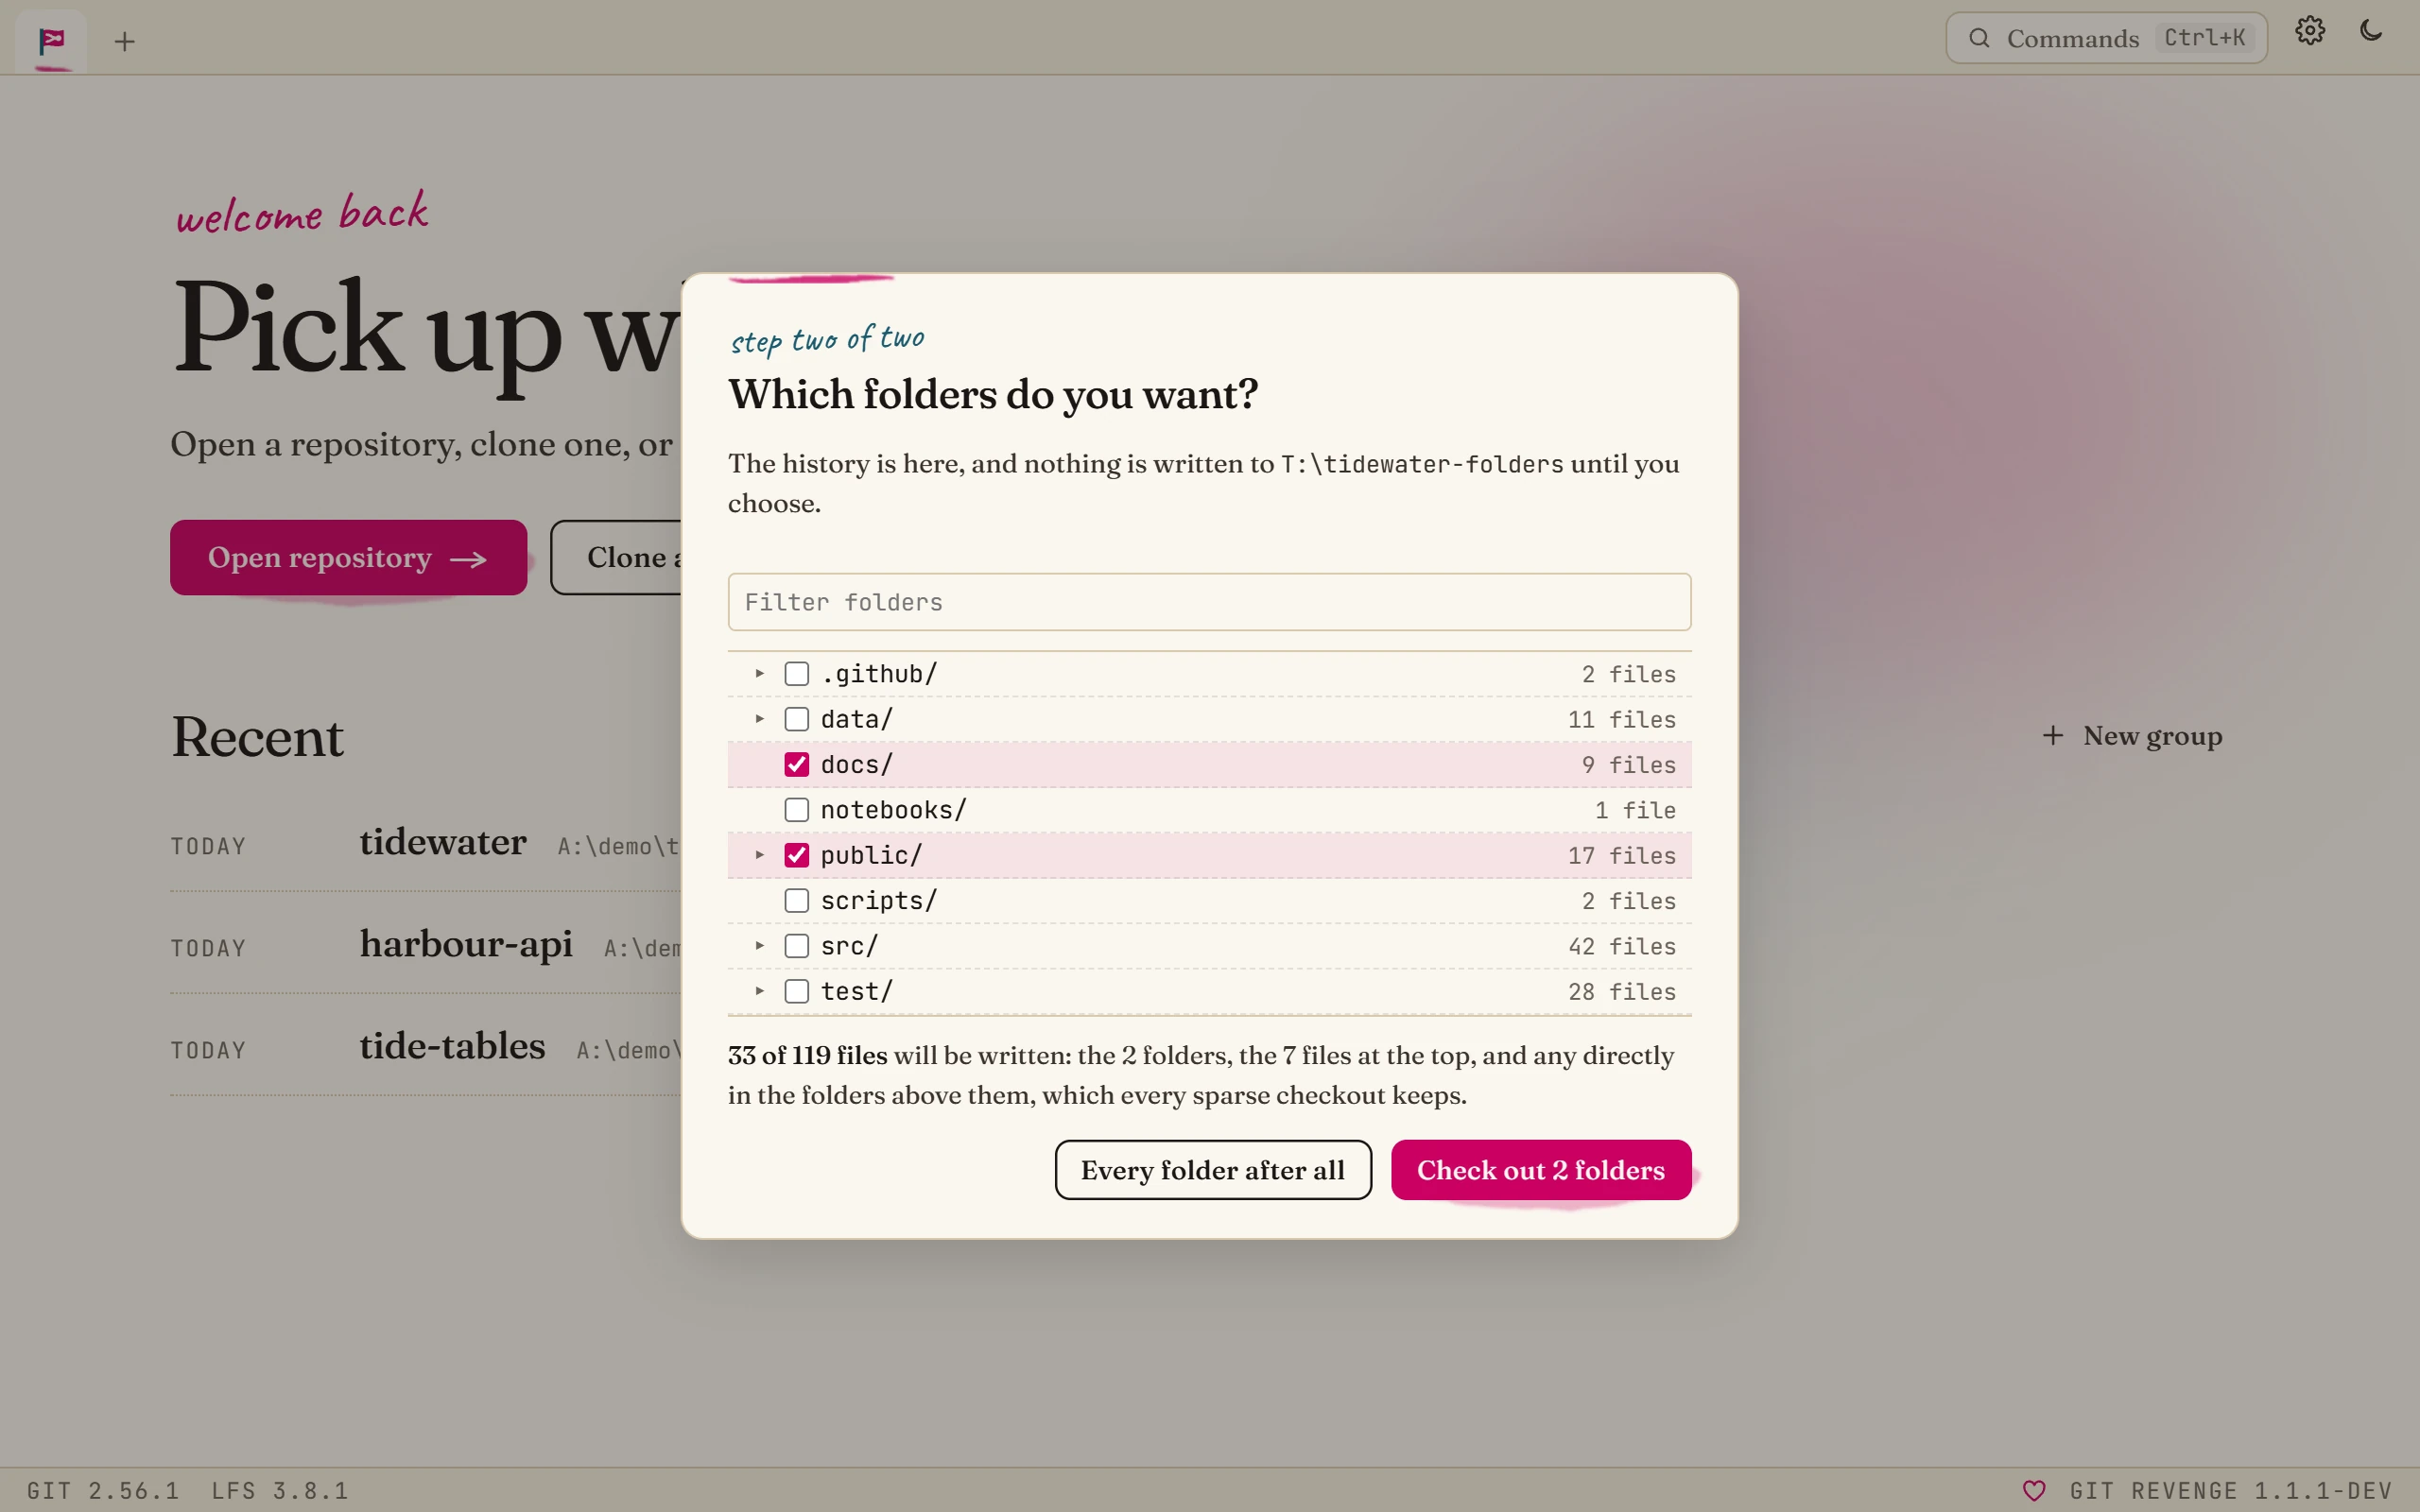 Commands Ctrl+K
welcome back
Pick up w
Open a repository, clone one, or
Open repository
Clone a
Recent
New group
TODAY tidewater A:\demo\t
TODAY harbour-api A:\dem
TODAY tide-tables A:\demo\
step two of two
Which folders do you want?
The history is here, and nothing is written to T:\tidewater-folders until you
choose.
Filter folders
.github/ 2 files
data/ 11 files
docs/ 9 files
notebooks/ 1 file
public/ 17 files
scripts/ 2 files
src/ 42 files
test/ 28 files
33 of 119 files will be written: the 2 folders, the 7 files at the top, and any directly
in the folders above them, which every sparse checkout keeps.
Every folder after all
Check out 2 folders
GIT 2.56.1 LFS 3.8.1
GIT REVENGE 1.1.1-DEV